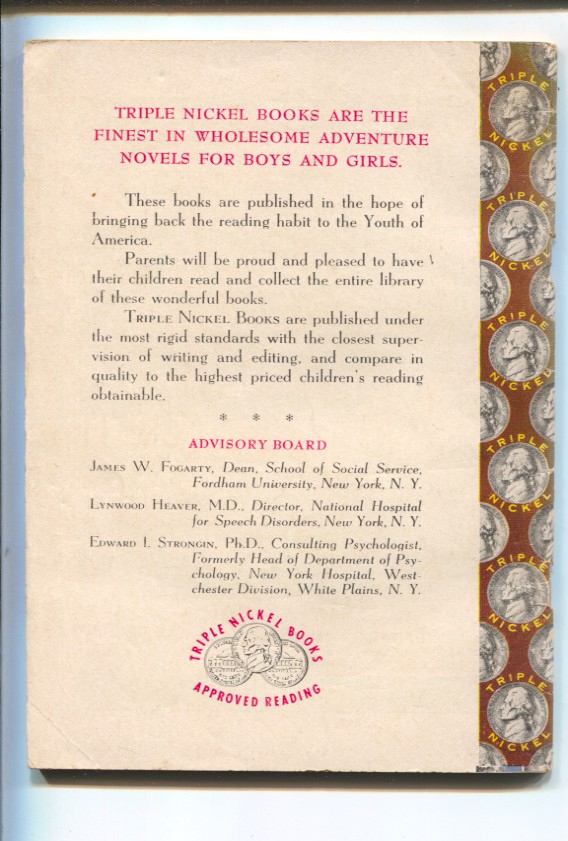 TRIPLE NICKEL BOOKS ARE THE
FINEST IN WHOLESOME ADVENTURE
NOVELS FOR BOYS AND GIRLS.
These books are published in the hope of
bringing back the reading habit to the Youth of
America.
Parents will be proud and pleased to have
their children read and collect the entire library
of these wonderful books.
TRIPLE NICKEL BOOKS are published under
the most rigid standards with the closest super-
vision of writing and editing, and compare in
quality to the highest priced children's reading
obtainable.
* * *
ADVISORY BOARD
JAMES W. FOGARTY, Dean, School of Social Service,
Fordham University, New York, N. Y.
LYNWOOD HEAVER, M.D., Director, National Hospital
for Speech Disorders, New York, N. Y.
EDWARD I. STRONGIN, Ph.D., Consulting Psychologist,
Formerly Head of Department of Psy-
chology, New York Hospital, West-
chester Division, White Plains, N. Y.
TRIPLE NICKEL BOOKS
APPROVED READING
TRIPLE
NICKEL
TRIPLE
NICKEL
TRIPLE
NICKEL
TRIPLE
NICKEL
TRIPLE
NICKEL
TRIPLE
NICKEL